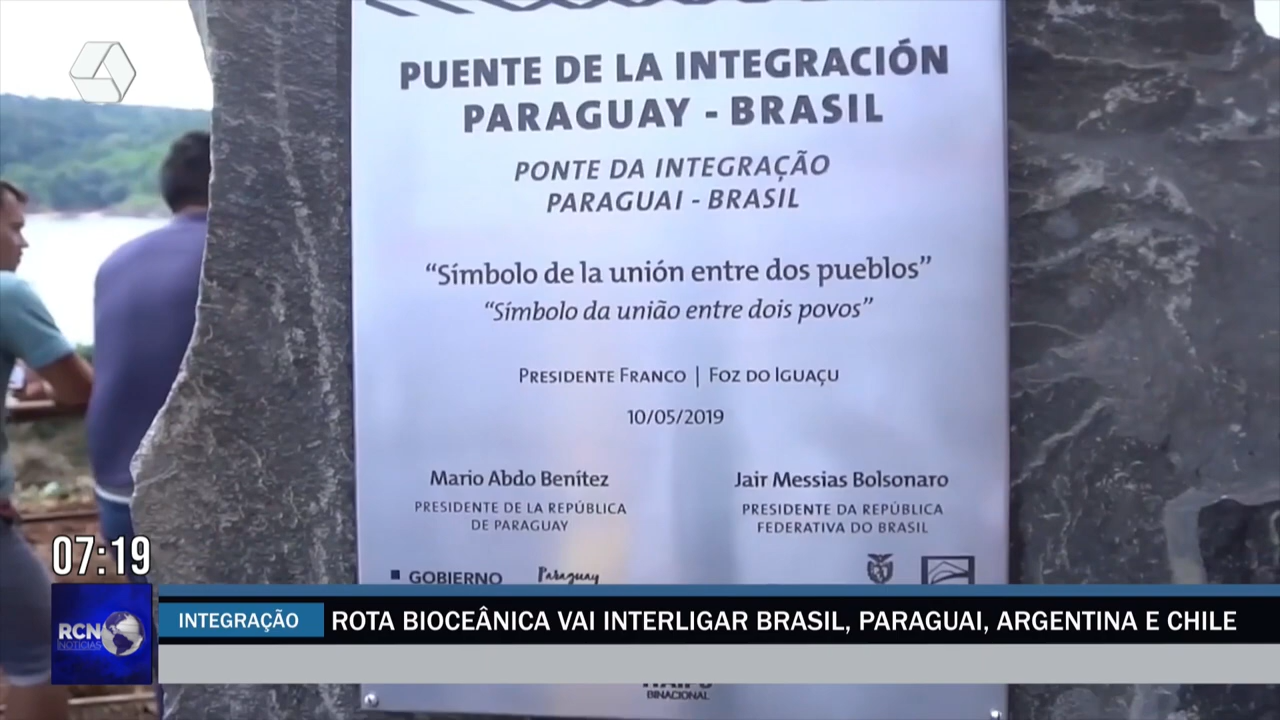 PUENTE DE LA INTEGRACIÓN
PARAGUAY - BRASIL
PONTE DA INTEGRAÇÃO
PARAGUAI - BRASIL
“Símbolo de la unión entre dos pueblos”
“Símbolo da união entre dois povos”
PRESIDENTE FRANCO | FOZ DO IGUAÇU
10/05/2019
Mario Abdo Benítez
PRESIDENTE DE LA REPÚBLICA
DE PARAGUAY
Jair Messias Bolsonaro
PRESIDENTE DA REPÚBLICA
FEDERATIVA DO BRASIL
GOBIERNO
Paraguay
07:19
RCN
NOTÍCIAS
INTEGRAÇÃO
ROTA BIOCEÂNICA VAI INTERLIGAR BRASIL, PARAGUAI, ARGENTINA E CHILE
BINACIONAL